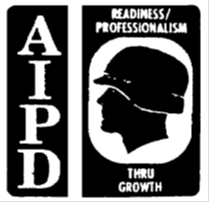 AIPD
READINESS/
PROFESSIONALISM
THRU
GROWTH